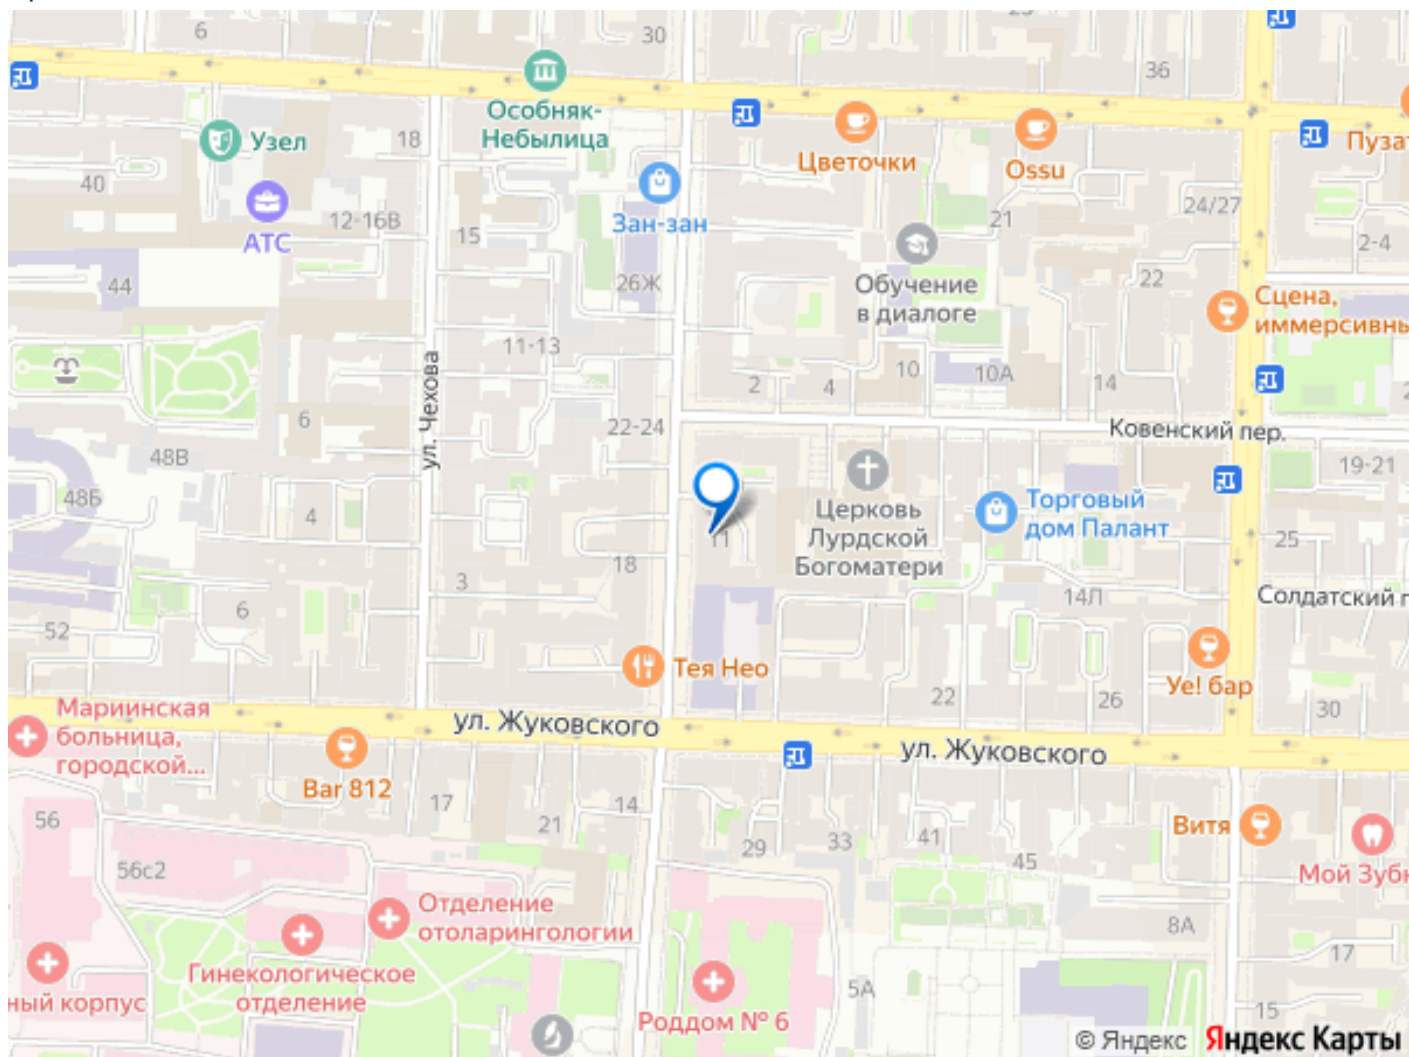 6
30
36
Особняк-
Небылица
Узел
18
Цветочки
Ossu
Пуза
40
12-16В
АТС
15
Зан-зан
21
24/27
2-4
44
26Ж
Обучение
в диалоге
22
Сцена,
иммерсивны
11-13
ул. Чехова
2
4
10
10А
14
6
22-24
Ковенский пер.
48В
19-21
48Б
4
11
Церковь
Лурдской
Богоматери
Торговый
дом Палант
25
18
3
14Л
Солдатский п
6
52
Тея Нео
22
26
Уе! бар
30
Мариинская
больница,
городской...
ул. Жуковского
ул. Жуковского
Bar 812
17
14
21
56
29
33
41
45
Витя
Мой Зуб
56с2
Отделение
отоларингологии
8А
Гинекологическое
отделение
ный корпус
17
5А
Роддом № 6
15
© Яндекс
Яндекс Карты